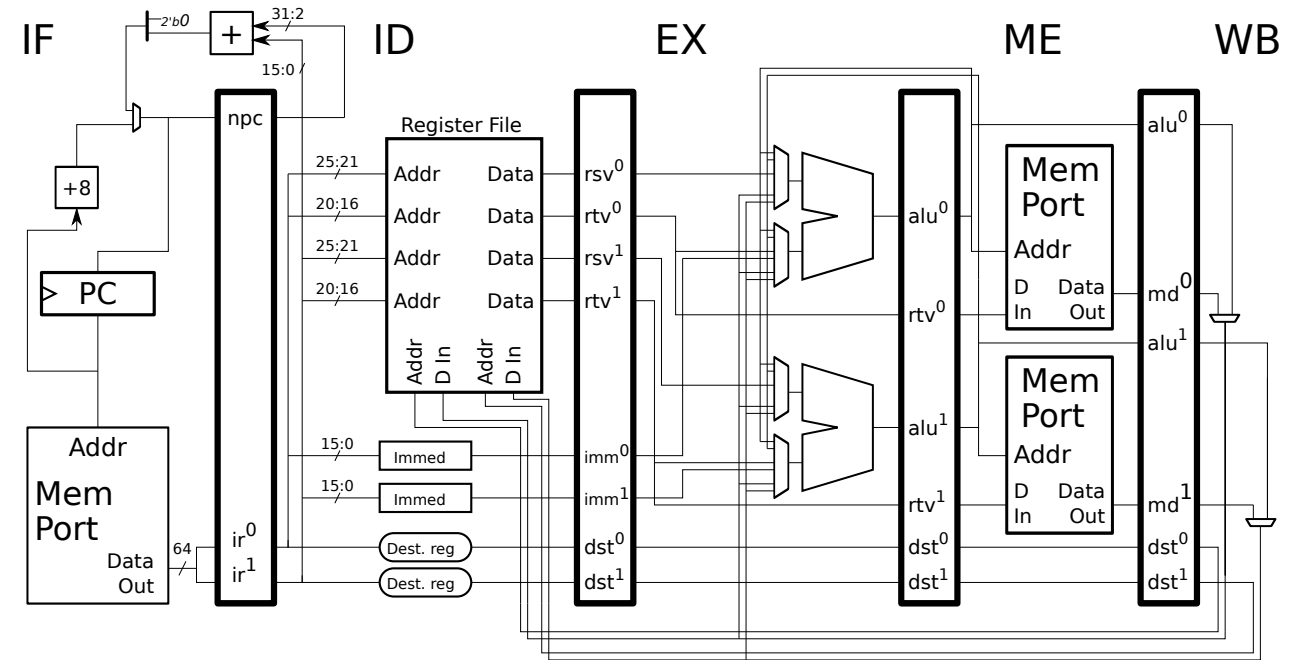 IF
ID
EX
ME
WB
2'b0
+
31:2
15:0
npc
+8
PC
Addr
Mem
Port
Data
Out
64
ir0
ir1
Register File
25:21
Addr
Data
20:16
Addr
Data
25:21
Addr
Data
20:16
Addr
Data
Addr
D In
Addr
D In
15:0
Immed
15:0
Immed
Dest. reg
Dest. reg
rsv0
rtv0
rsv1
rtv1
imm0
imm1
dst0
dst1
alu0
rtv0
alu1
rtv1
dst0
dst1
Mem
Port
Addr
D
In
Data
Out
Mem
Port
Addr
D
In
Data
Out
alu0
md0
alu1
md1
dst0
dst1